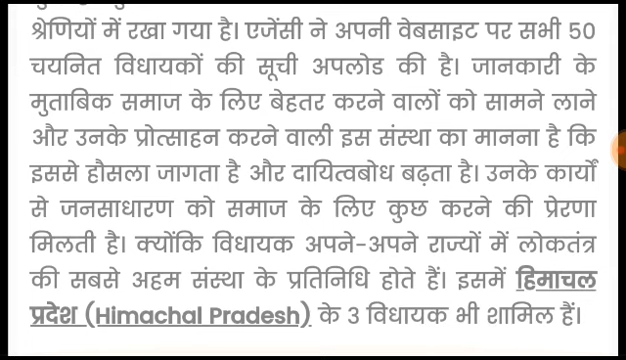 श्रेणियों में रखा गया है। एजेंसी ने अपनी वेबसाइट पर सभी 50
चयनित विधायकों की सूची अपलोड की है। जानकारी के
मुताबिक समाज के लिए बेहतर करने वालों को सामने लाने
और उनके प्रोत्साहन करने वाली इस संस्था का मानना है कि
इससे हौसला जागता है और दायित्वबोध बढ़ता है। उनके कार्यों
से जनसाधारण को समाज के लिए कुछ करने की प्रेरणा
मिलती है। क्योंकि विधायक अपने-अपने राज्यों में लोकतंत्र
की सबसे अहम संस्था के प्रतिनिधि होते हैं। इसमें हिमाचल
प्रदेश (Himachal Pradesh) के 3 विधायक भी शामिल हैं।